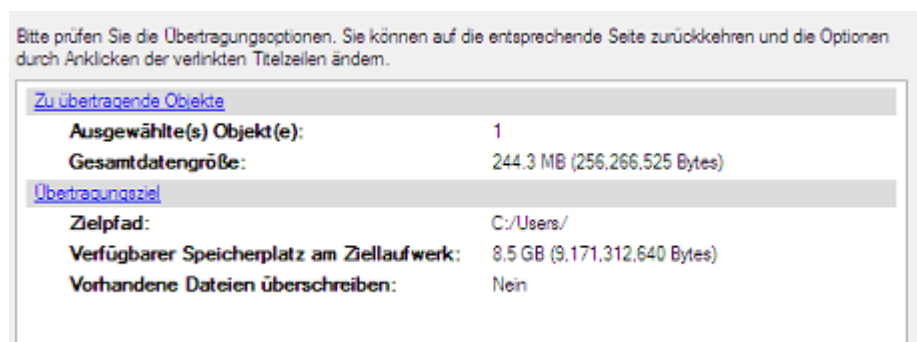 Bitte prüfen Sie die Übertragungsoptionen. Sie können auf die entsprechende Seite zurückkehren und die Optionen
durch Anklicken der verlinkten Titelzeilen ändern.
Zu übertragende Objekte
Ausgewählte(s) Objekt(e): 1
Gesamtdatengröße: 244.3 MB (256,266,525 Bytes)
Übertragungsziel
Zielpfad: C:/Users/
Verfügbarer Speicherplatz am Ziellaufwerk: 8.5 GB (9,171,312,640 Bytes)
Vorhandene Dateien überschreiben: Nein